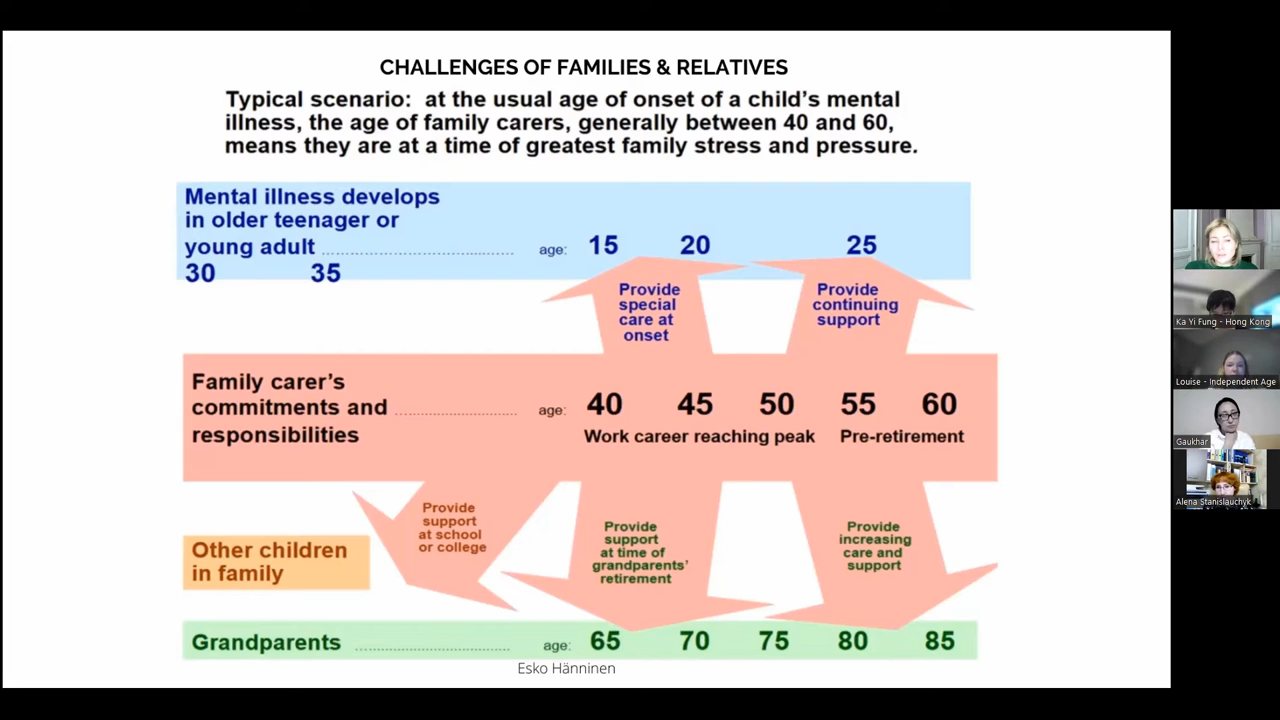 CHALLENGES OF FAMILIES & RELATIVES
Typical scenario: at the usual age of onset of a child's mental
illness, the age of family carers, generally between 40 and 60,
means they are at a time of greatest family stress and pressure.
Mental illness develops
in older teenager or
young adult ........................................ age: 15 20 25
30 35
Provide
special
care at
onset
Provide
continuing
support
Family carer's
commitments and ......................... age: 40 45 50 55 60
responsibilities
Work career reaching peak Pre-retirement
Provide
support
at school
or college
Provide
support
at time of
grandparents'
retirement
Provide
increasing
care and
support
Other children
in family
Grandparents ................................ age: 65 70 75 80 85
Esko Hänninen
Ka Yi Fung - Hong Kong
Louise - Independent Age
Gaukhar
Alena Stanislauchyk